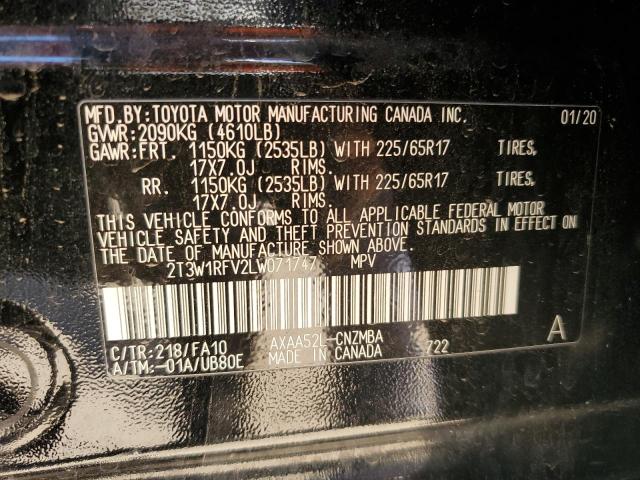 MFD.BY:TOYOTA MOTOR MANUFACTURING CANADA INC. 01/20
GVWR:2090KG (4610LB)
GAWR:FRT. 1150KG (2535LB) WITH 225/65R17 TIRES,
17X7.0J RIMS.
RR. 1150KG (2535LB) WITH 225/65R17 TIRES,
17X7.0J RIMS.
THIS VEHICLE CONFORMS TO ALL APPLICABLE FEDERAL MOTOR
VEHICLE SAFETY AND THEFT PREVENTION STANDARDS IN EFFECT ON
THE DATE OF MANUFACTURE SHOWN ABOVE.
2T3W1RFV2LW071747 MPV
C/TR:218/FA10 AXAA52L-CNZMBA A
A/TM:-01A/UB80E MADE IN CANADA 722